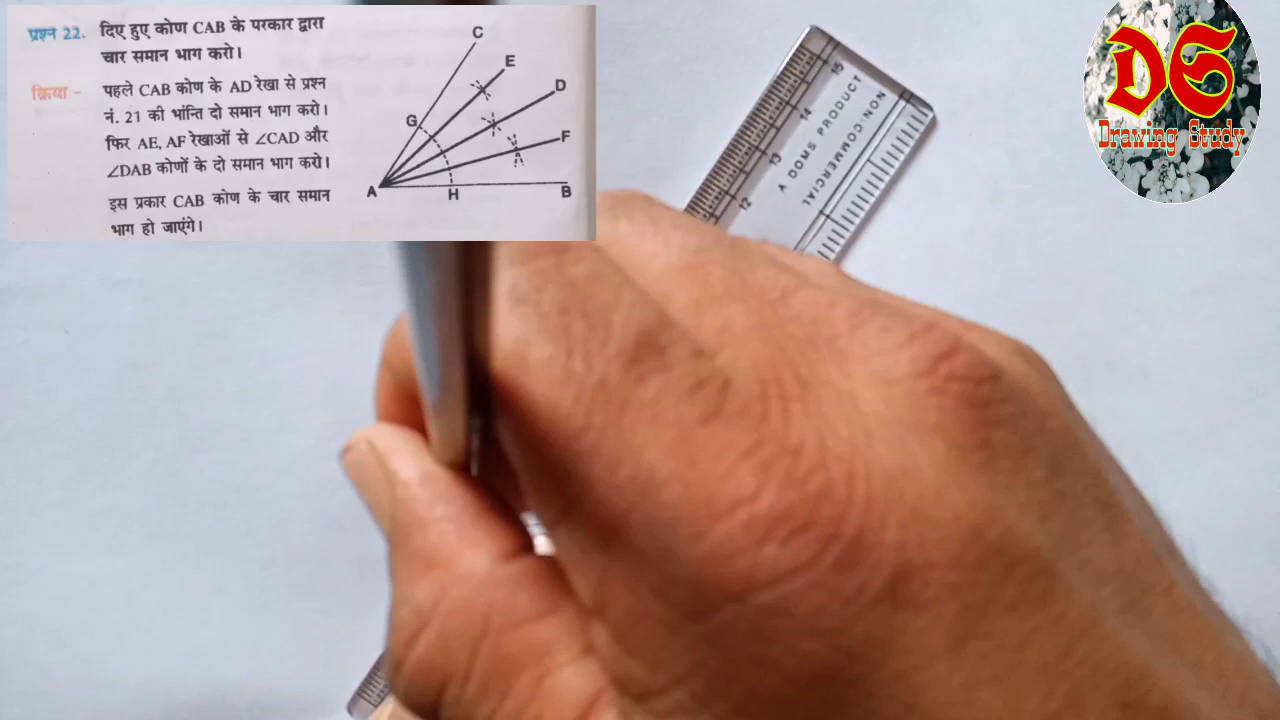 प्रश्न 22. दिए हुए कोण CAB के परकार द्वारा
चार समान भाग करो।
क्रिया - पहले CAB कोण के AD रेखा से प्रश्न
नं. 21 की भांन्ति दो समान भाग करो।
फिर AE, AF रेखाओं से ∠CAD और
∠DAB कोणों के दो समान भाग करो।
इस प्रकार CAB कोण के चार समान
भाग हो जाएंगे।
C
E
D
G
F
A
H
B
15
14
13
12
A DOMS PRODUCT
NON-COMMERCIAL
DS
Drawing Study